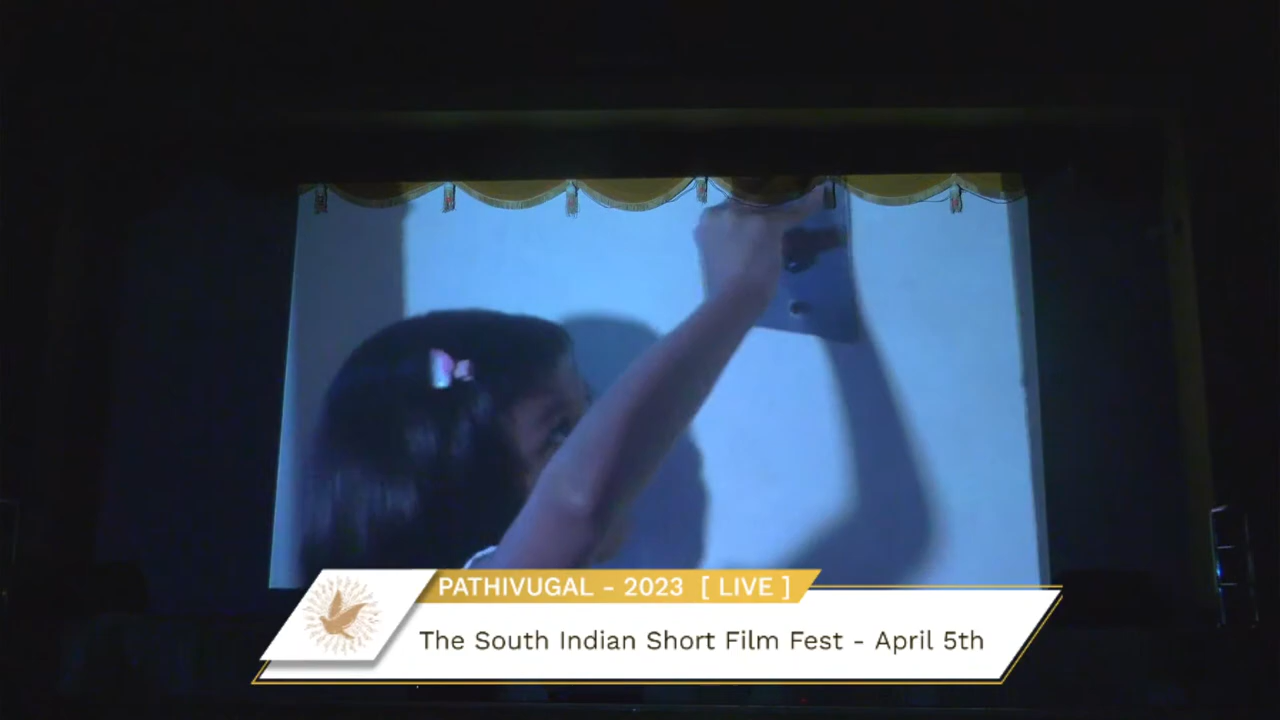 PATHIVUGAL - 2023 [ LIVE ]
The South Indian Short Film Fest - April 5th